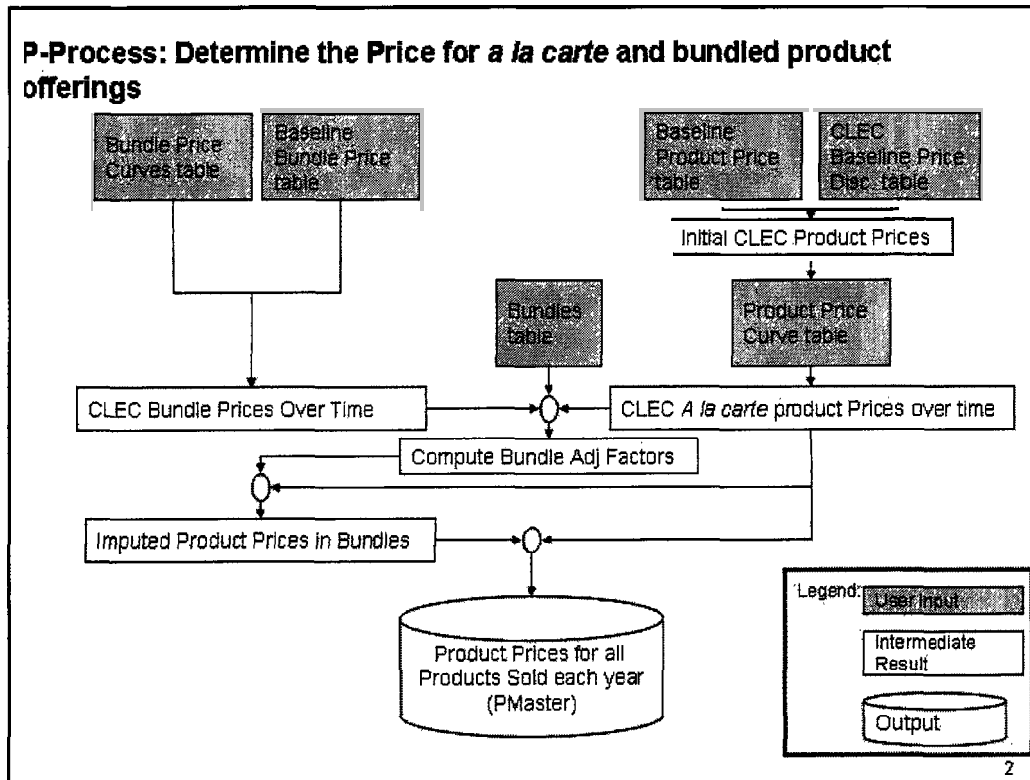 P-Process: Determine the Price for a la carte and bundled product
offerings
Bundle Price
Curves table
Baseline
Bundle Price
table
Baseline
Product Price
table
CLEC
Baseline Price
Disc. table
Initial CLEC Product Prices
Bundles
table
Product Price
Curve table
CLEC Bundle Prices Over Time
CLEC A la carte product Prices over time
Compute Bundle Adj Factors
Imputed Product Prices in Bundles
Product Prices for all
Products Sold each year
(PMaster)
Legend:
User Input
Intermediate
Result
Output
2